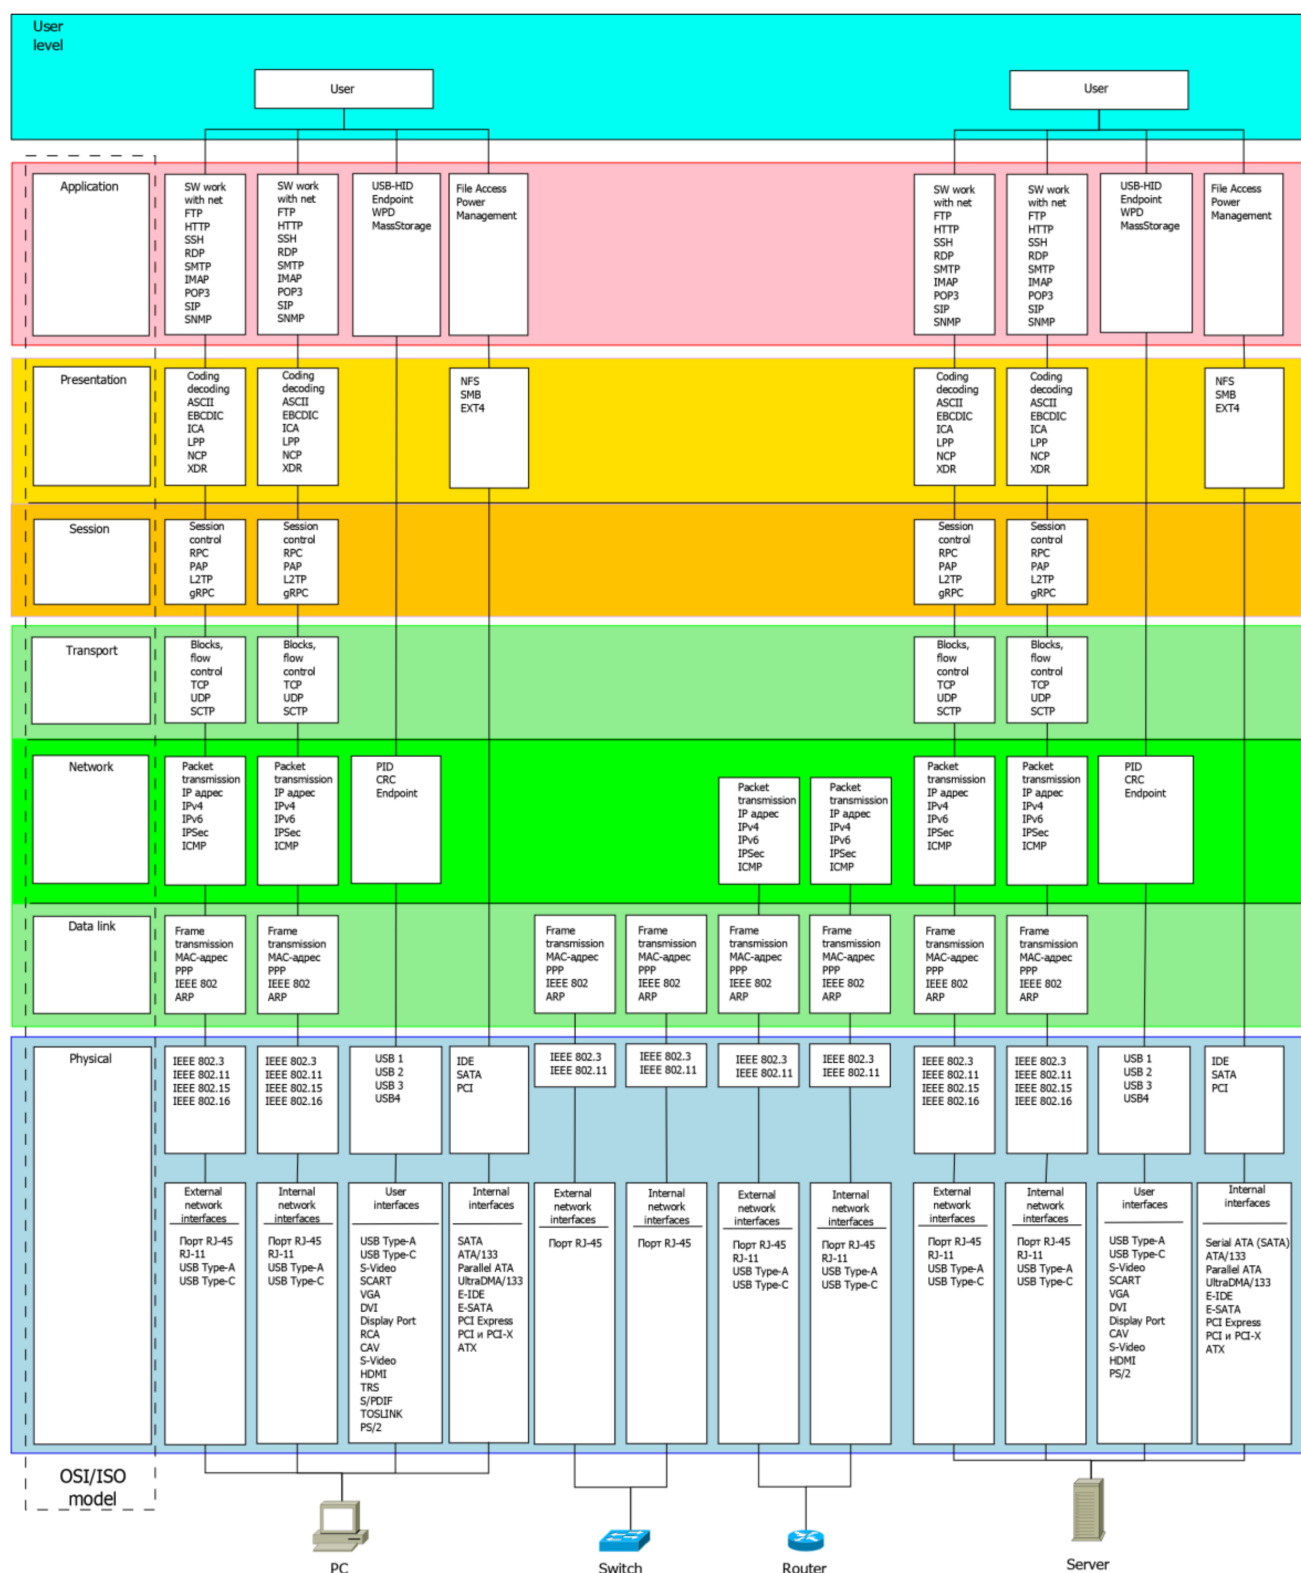 User
level
User
User
Application
SW work
with net
FTP
HTTP
SSH
RDP
SMTP
IMAP
POP3
SIP
SNMP
SW work
with net
FTP
HTTP
SSH
RDP
SMTP
IMAP
POP3
SIP
SNMP
USB-HID
Endpoint
WPD
MassStorage
File Access
Power
Management
SW work
with net
FTP
HTTP
SSH
RDP
SMTP
IMAP
POP3
SIP
SNMP
SW work
with net
FTP
HTTP
SSH
RDP
SMTP
IMAP
POP3
SIP
SNMP
USB-HID
Endpoint
WPD
MassStorage
File Access
Power
Management
Presentation
Coding
decoding
ASCII
EBCDIC
ICA
LPP
NCP
XDR
Coding
decoding
ASCII
EBCDIC
ICA
LPP
NCP
XDR
NFS
SMB
EXT4
Coding
decoding
ASCII
EBCDIC
ICA
LPP
NCP
XDR
Coding
decoding
ASCII
EBCDIC
ICA
LPP
NCP
XDR
NFS
SMB
EXT4
Session
Session
control
RPC
PAP
L2TP
gRPC
Session
control
RPC
PAP
L2TP
gRPC
Session
control
RPC
PAP
L2TP
gRPC
Session
control
RPC
PAP
L2TP
gRPC
Transport
Blocks,
flow
control
TCP
UDP
SCTP
Blocks,
flow
control
TCP
UDP
SCTP
Blocks,
flow
control
TCP
UDP
SCTP
Blocks,
flow
control
TCP
UDP
SCTP
Network
Packet
transmission
IP адрес
IPv4
IPv6
IPSec
ICMP
Packet
transmission
IP адрес
IPv4
IPv6
IPSec
ICMP
PID
CRC
Endpoint
Packet
transmission
IP адрес
IPv4
IPv6
IPSec
ICMP
Packet
transmission
IP адрес
IPv4
IPv6
IPSec
ICMP
Packet
transmission
IP адрес
IPv4
IPv6
IPSec
ICMP
Packet
transmission
IP адрес
IPv4
IPv6
IPSec
ICMP
PID
CRC
Endpoint
Data link
Frame
transmission
MAC-адрес
PPP
IEEE 802
ARP
Frame
transmission
MAC-адрес
PPP
IEEE 802
ARP
Frame
transmission
MAC-адрес
PPP
IEEE 802
ARP
Frame
transmission
MAC-адрес
PPP
IEEE 802
ARP
Frame
transmission
MAC-адрес
PPP
IEEE 802
ARP
Frame
transmission
MAC-адрес
PPP
IEEE 802
ARP
Frame
transmission
MAC-адрес
PPP
IEEE 802
ARP
Frame
transmission
MAC-адрес
PPP
IEEE 802
ARP
Physical
IEEE 802.3
IEEE 802.11
IEEE 802.15
IEEE 802.16
IEEE 802.3
IEEE 802.11
IEEE 802.15
IEEE 802.16
USB 1
USB 2
USB 3
USB4
IDE
SATA
PCI
IEEE 802.3
IEEE 802.11
IEEE 802.3
IEEE 802.11
IEEE 802.3
IEEE 802.11
IEEE 802.3
IEEE 802.11
IEEE 802.3
IEEE 802.11
IEEE 802.15
IEEE 802.16
IEEE 802.3
IEEE 802.11
IEEE 802.15
IEEE 802.16
USB 1
USB 2
USB 3
USB4
IDE
SATA
PCI
External
network
interfaces
Порт RJ-45
RJ-11
USB Type-A
USB Type-C
Internal
network
interfaces
Порт RJ-45
RJ-11
USB Type-A
USB Type-C
User
interfaces
USB Type-A
USB Type-C
S-Video
SCART
VGA
DVI
Display Port
RCA
CAV
S-Video
HDMI
TRS
S/PDIF
TOSLINK
PS/2
Internal
interfaces
SATA
ATA/133
Parallel ATA
UltraDMA/133
E-IDE
E-SATA
PCI Express
PCI и PCI-X
ATX
External
network
interfaces
Порт RJ-45
Internal
network
interfaces
Порт RJ-45
External
network
interfaces
Порт RJ-45
RJ-11
USB Type-A
USB Type-C
Internal
network
interfaces
Порт RJ-45
RJ-11
USB Type-A
USB Type-C
External
network
interfaces
Порт RJ-45
RJ-11
USB Type-A
USB Type-C
Internal
network
interfaces
Порт RJ-45
RJ-11
USB Type-A
USB Type-C
User
interfaces
USB Type-A
USB Type-C
S-Video
SCART
VGA
DVI
Display Port
CAV
S-Video
HDMI
PS/2
Internal
interfaces
Serial ATA (SATA)
ATA/133
Parallel ATA
UltraDMA/133
E-IDE
E-SATA
PCI Express
PCI и PCI-X
ATX
OSI/ISO
model
PC
Switch
Router
Server